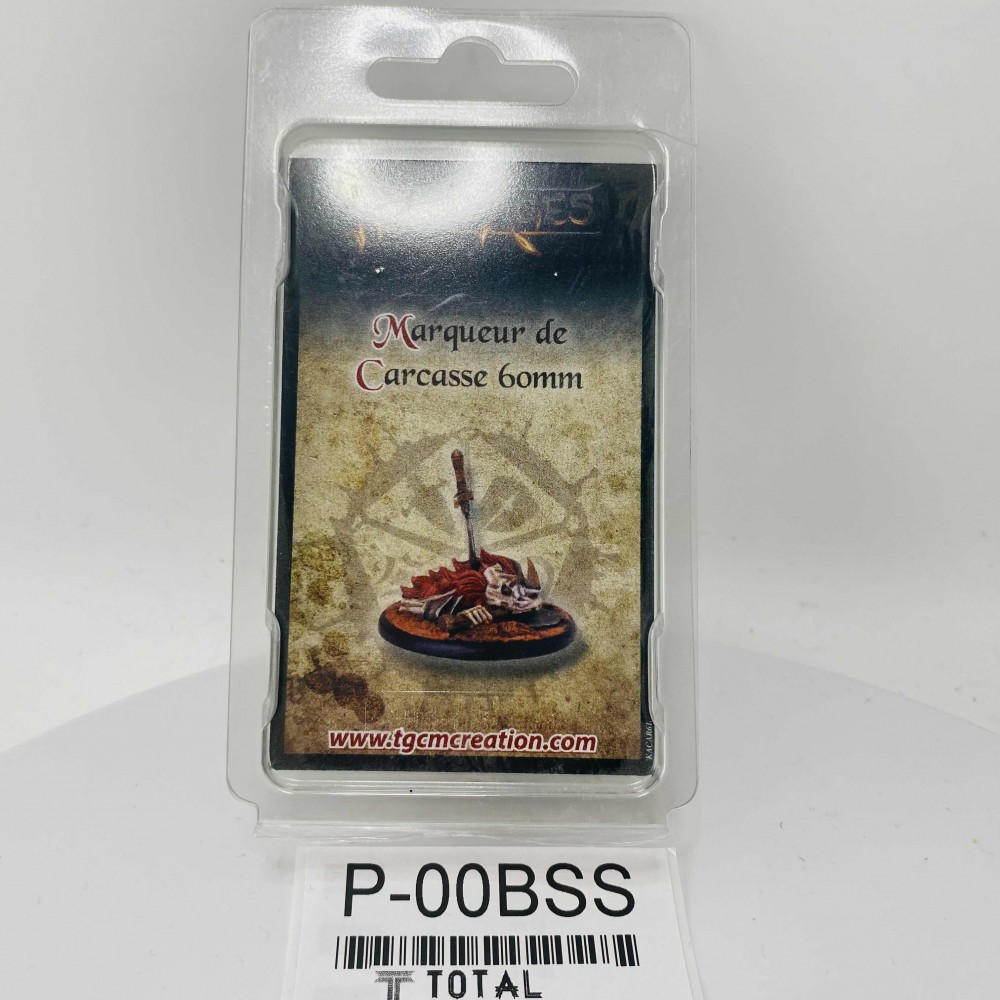 Marqueur de
Carcasse 60mm
www.tgcmcreation.com
P-00BSS
TOTAL